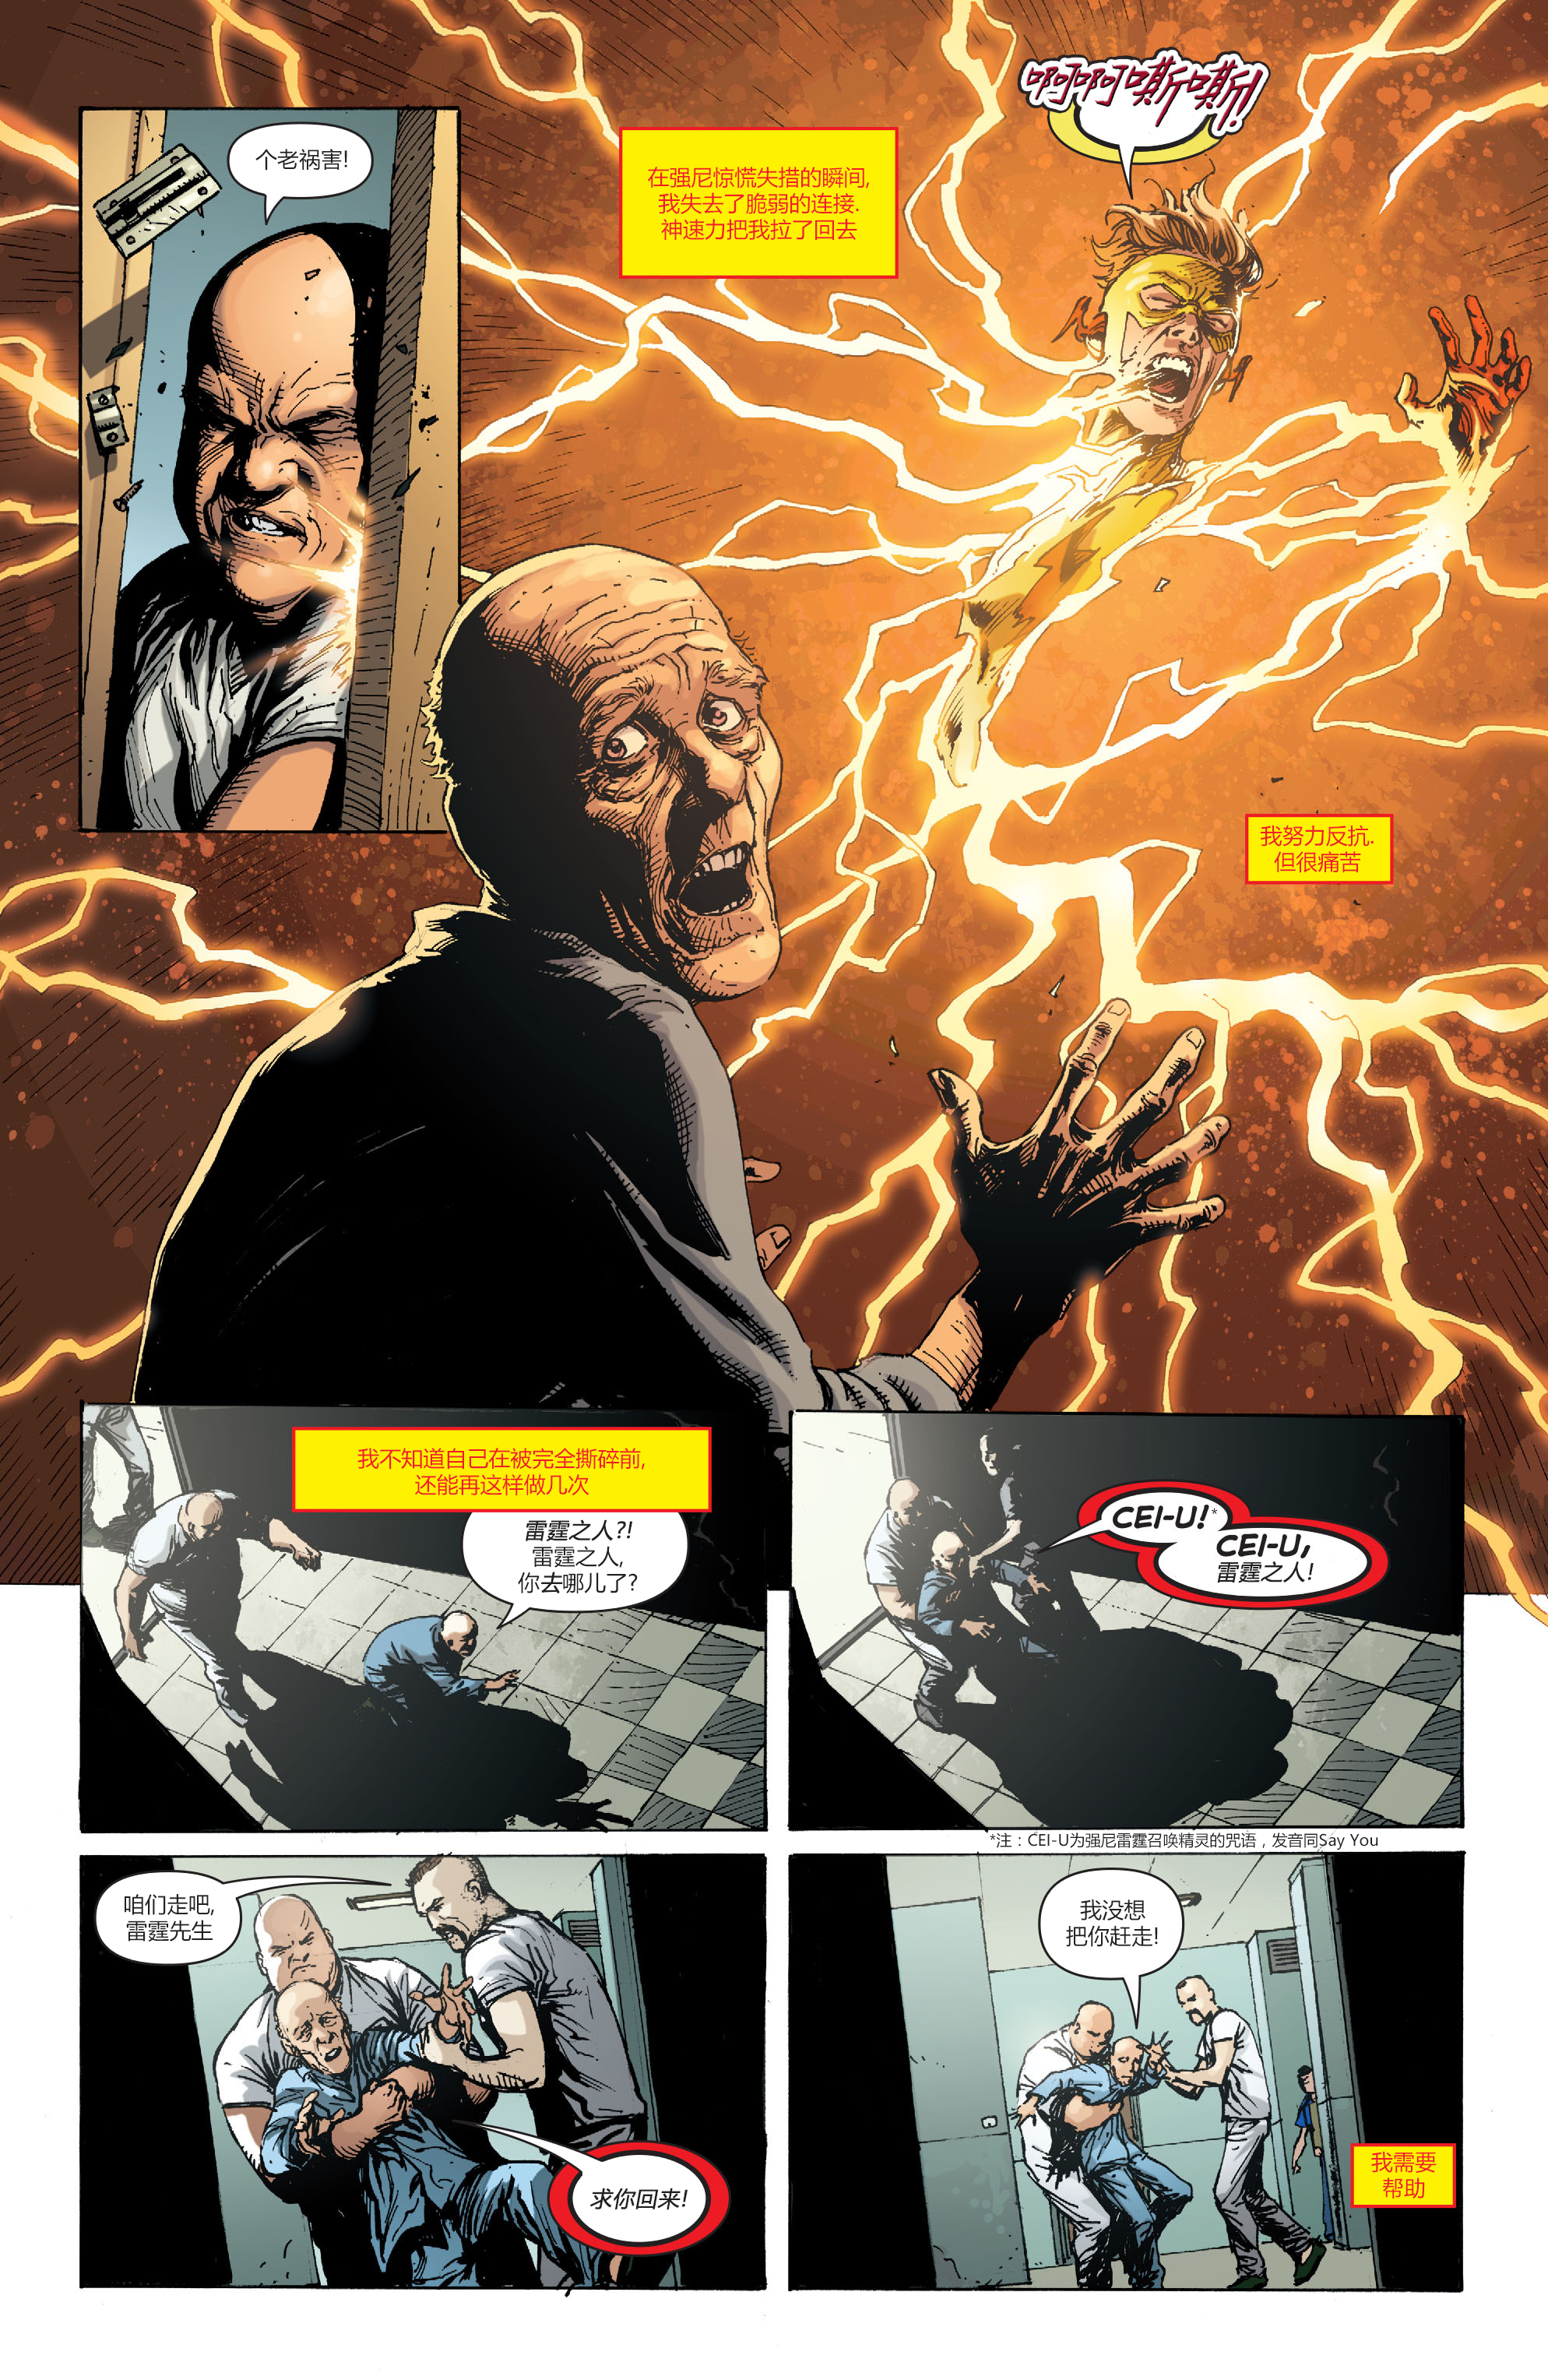 个老祸害!
在强尼惊慌失措的瞬间,
我失去了脆弱的连接.
神速力把我拉了回去
啊啊嘶嘶!
我努力反抗.
但很痛苦
我不知道自己在被完全撕碎前,
还能再这样做几次
雷霆之人?!
雷霆之人,
你去哪儿了?
CEI-U!*
CEI-U,
雷霆之人!
*注：CEI-U为强尼雷霆召唤精灵的咒语，发音同Say You
咱们走吧,
雷霆先生
求你回来!
我没想
把你赶走!
我需要
帮助